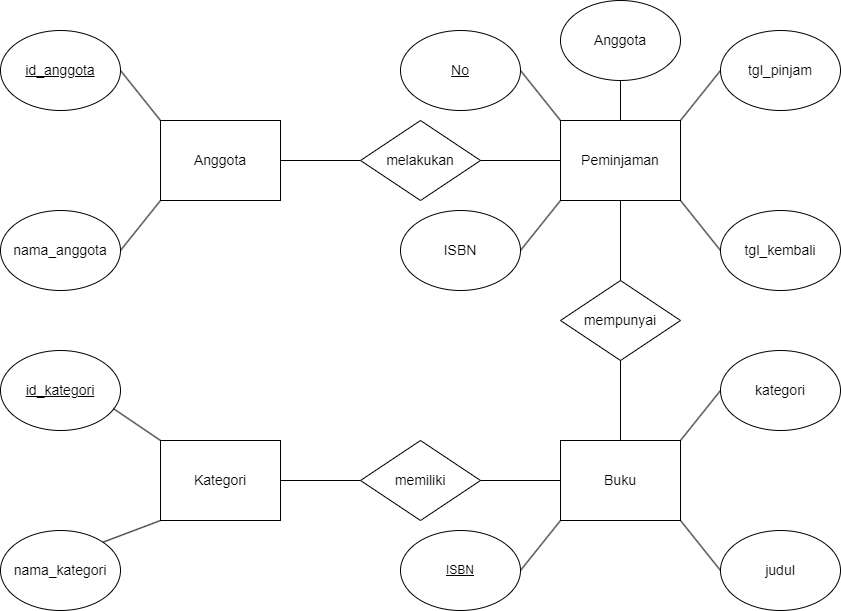 Anggota
id_anggota
No
tgl_pinjam
Anggota
melakukan
Peminjaman
nama_anggota
ISBN
tgl_kembali
mempunyai
id_kategori
kategori
Kategori
memiliki
Buku
nama_kategori
ISBN
judul